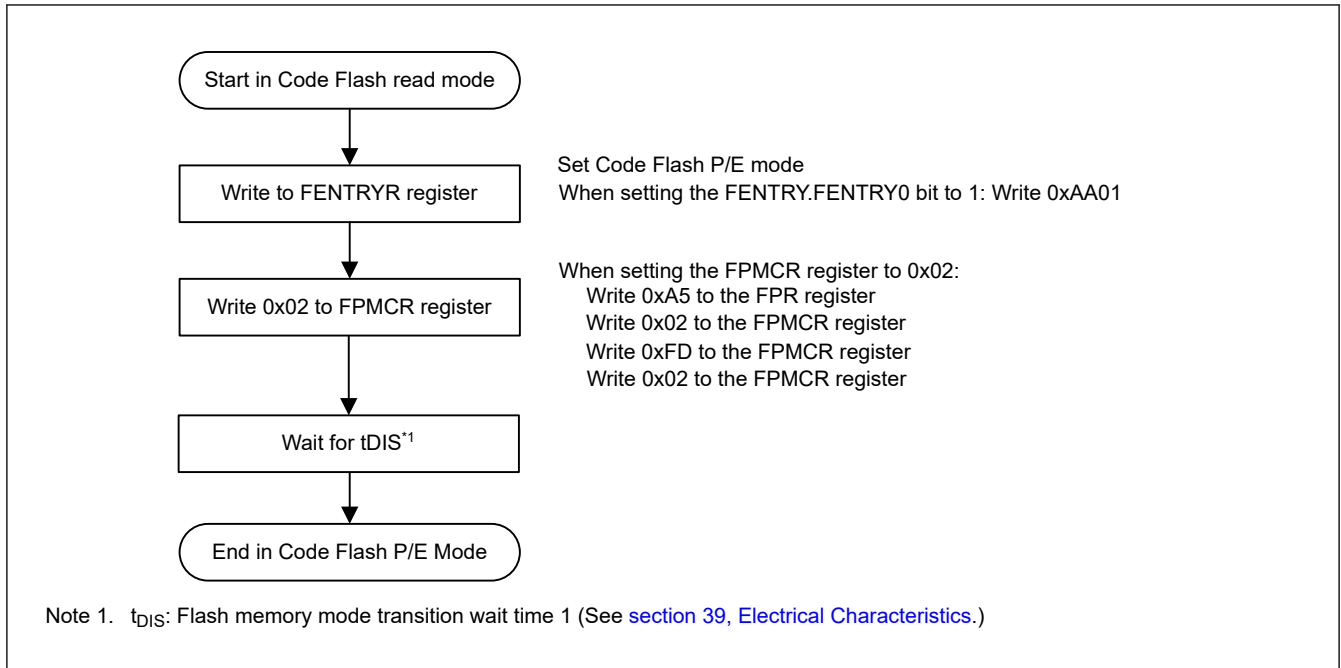 Start in Code Flash read mode
Write to FENTRYR register
Set Code Flash P/E mode
When setting the FENTRY.FENTRY0 bit to 1: Write 0xAA01
Write 0x02 to FPMCR register
When setting the FPMCR register to 0x02:
Write 0xA5 to the FPR register
Write 0x02 to the FPMCR register
Write 0xFD to the FPMCR register
Write 0x02 to the FPMCR register
Wait for tDIS*1
End in Code Flash P/E Mode
Note 1. tDIS: Flash memory mode transition wait time 1 (See section 39, Electrical Characteristics.)